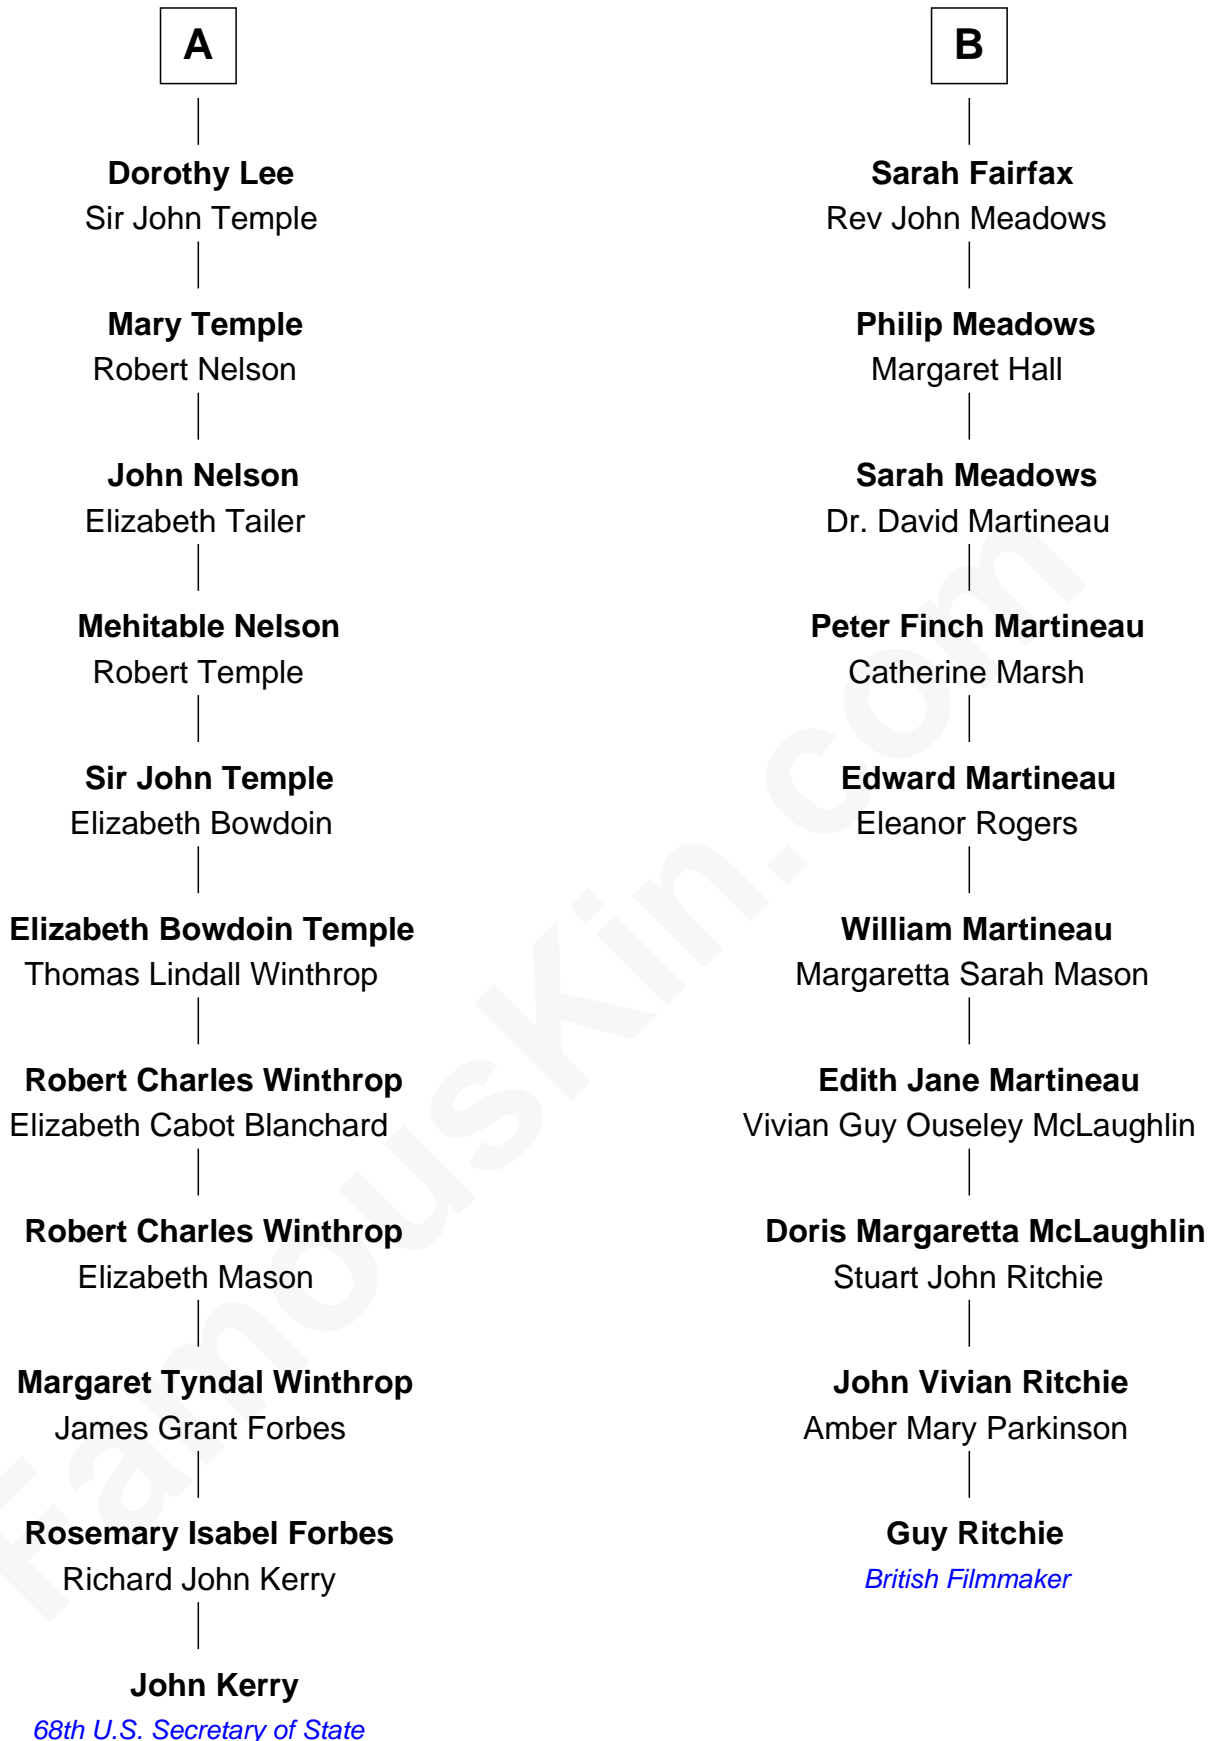 A
Dorothy Lee
Sir John Temple
Mary Temple
Robert Nelson
John Nelson
Elizabeth Tailer
Mehitable Nelson
Robert Temple
Sir John Temple
Elizabeth Bowdoin
Elizabeth Bowdoin Temple
Thomas Lindall Winthrop
Robert Charles Winthrop
Elizabeth Cabot Blanchard
Robert Charles Winthrop
Elizabeth Mason
Margaret Tyndal Winthrop
James Grant Forbes
Rosemary Isabel Forbes
Richard John Kerry
John Kerry
68th U.S. Secretary of State
B
Sarah Fairfax
Rev John Meadows
Philip Meadows
Margaret Hall
Sarah Meadows
Dr. David Martineau
Peter Finch Martineau
Catherine Marsh
Edward Martineau
Eleanor Rogers
William Martineau
Margaretta Sarah Mason
Edith Jane Martineau
Vivian Guy Ouseley McLaughlin
Doris Margaretta McLaughlin
Stuart John Ritchie
John Vivian Ritchie
Amber Mary Parkinson
Guy Ritchie
British Filmmaker
FamousKin.com